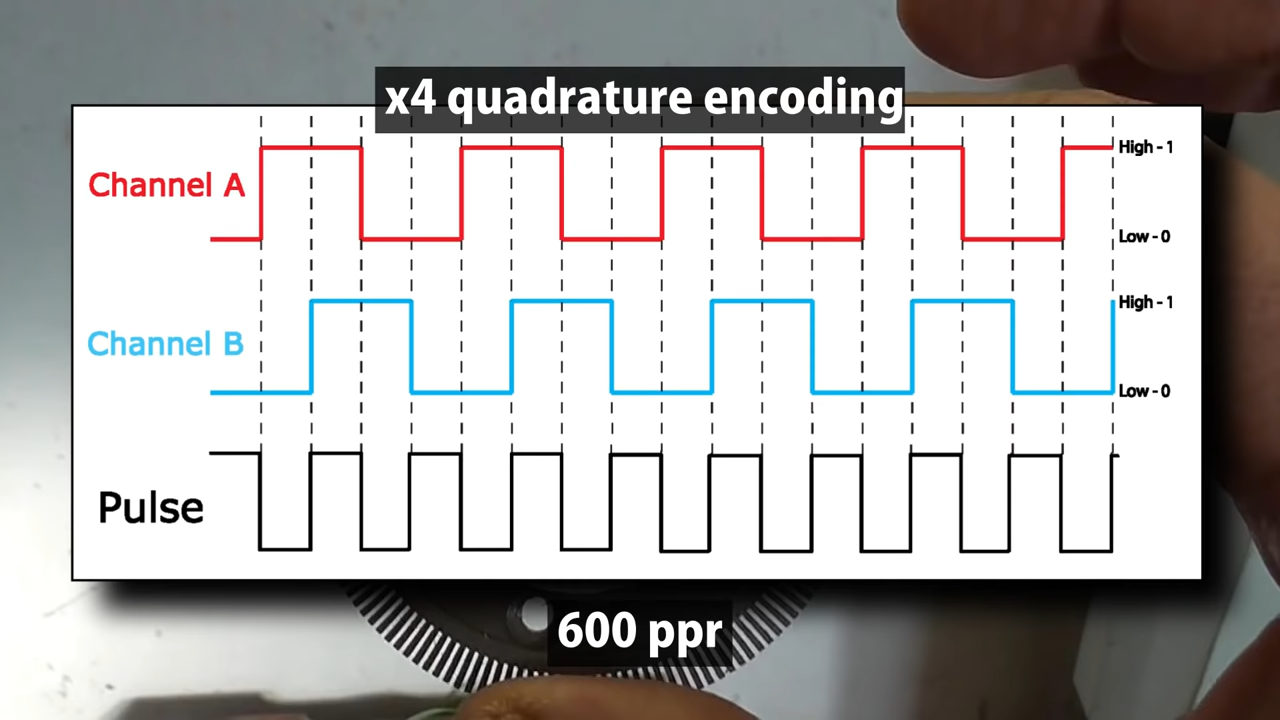 x4 quadrature encoding
Channel A
High - 1
Low - 0
Channel B
High - 1
Low - 0
Pulse
600 ppr